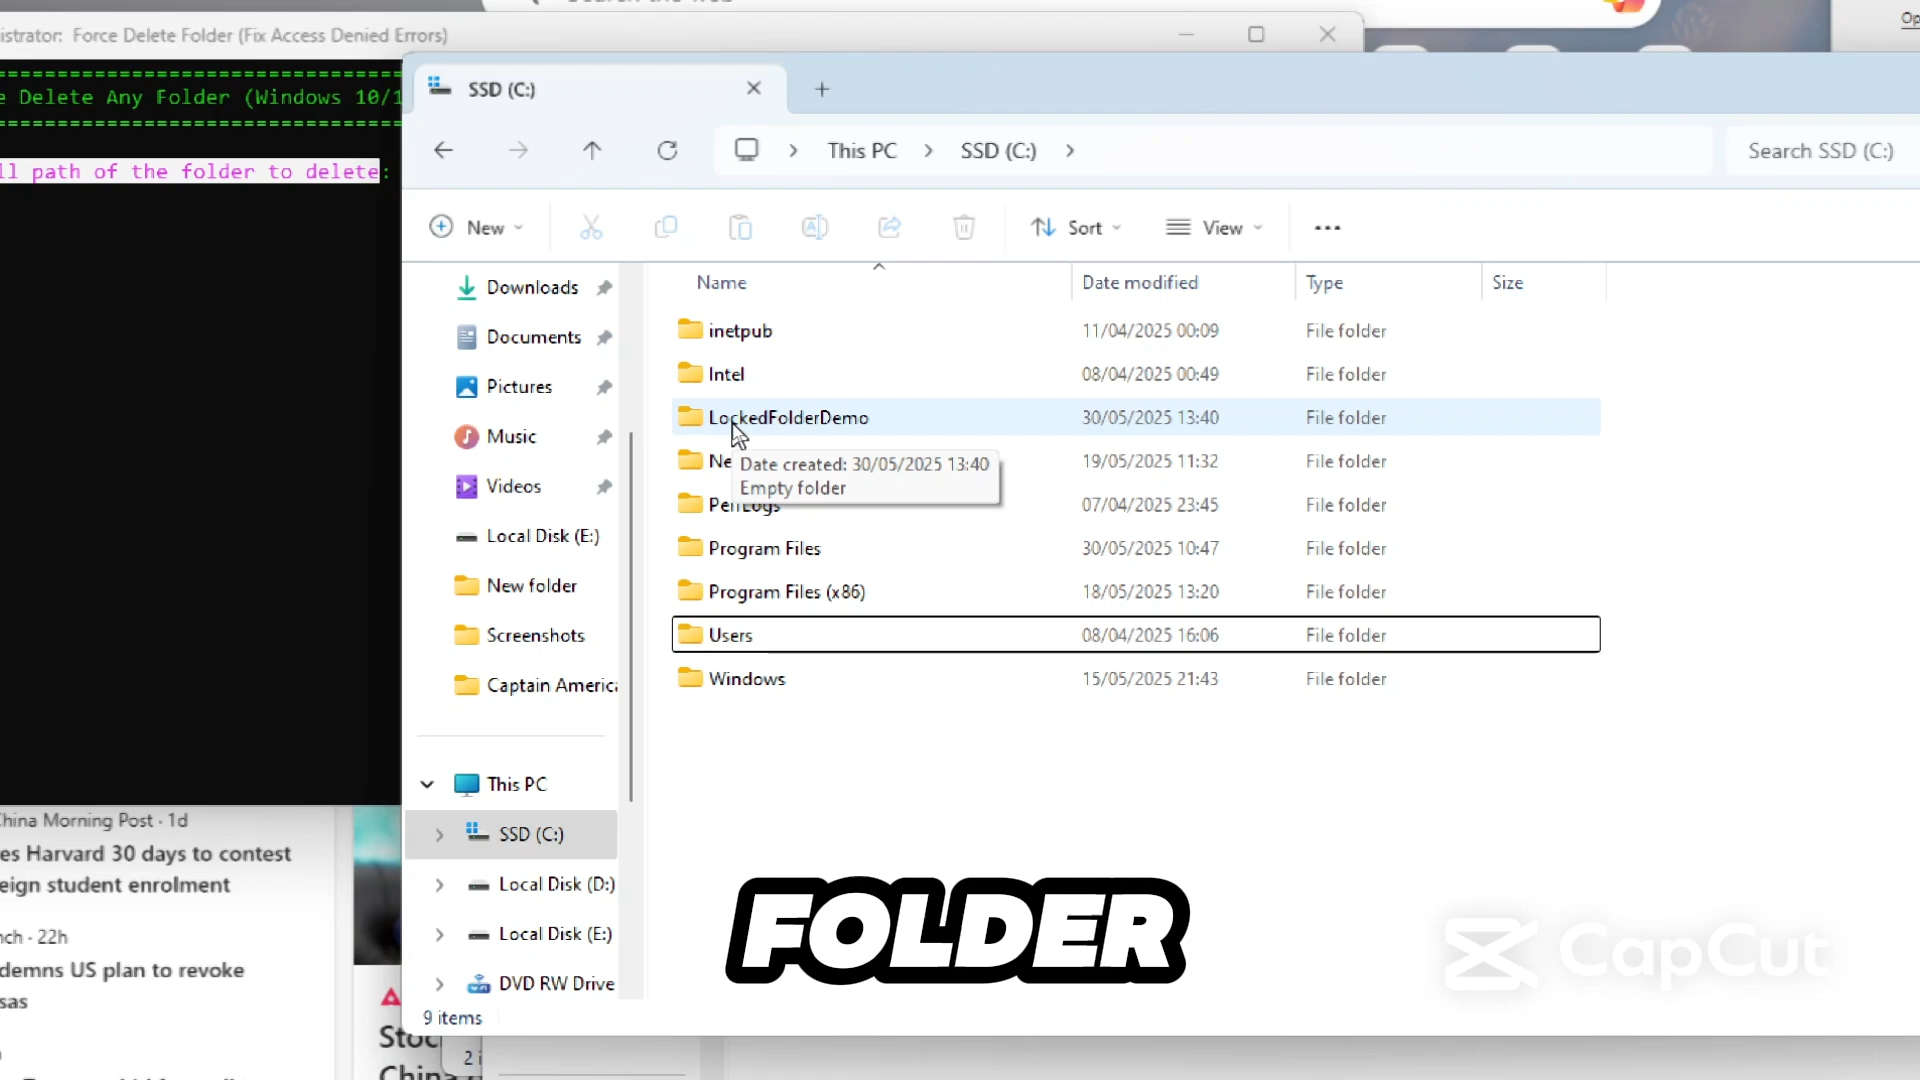 Search the web
istrator: Force Delete Folder (Fix Access Denied Errors)
e Delete Any Folder (Windows 10/1
ll path of the folder to delete:
SSD (C:)
This PC
SSD (C:)
Search SSD (C:)
New
Sort
View
Name
Date modified
Type
Size
Downloads
Documents
Pictures
Music
Videos
Local Disk (E:)
New folder
Screenshots
Captain America
inetpub 11/04/2025 00:09 File folder
Intel 08/04/2025 00:49 File folder
LockedFolderDemo 30/05/2025 13:40 File folder
Ne 19/05/2025 11:32 File folder
Date created: 30/05/2025 13:40
Empty folder
PerfLogs 07/04/2025 23:45 File folder
Program Files 30/05/2025 10:47 File folder
Program Files (x86) 18/05/2025 13:20 File folder
Users 08/04/2025 16:06 File folder
Windows 15/05/2025 21:43 File folder
This PC
SSD (C:)
Local Disk (D:)
Local Disk (E:)
DVD RW Drive
9 items
China Morning Post · 1d
es Harvard 30 days to contest
eign student enrolment
nch · 22h
demns US plan to revoke
sas
Stoc
China
2 i
FOLDER
CapCut